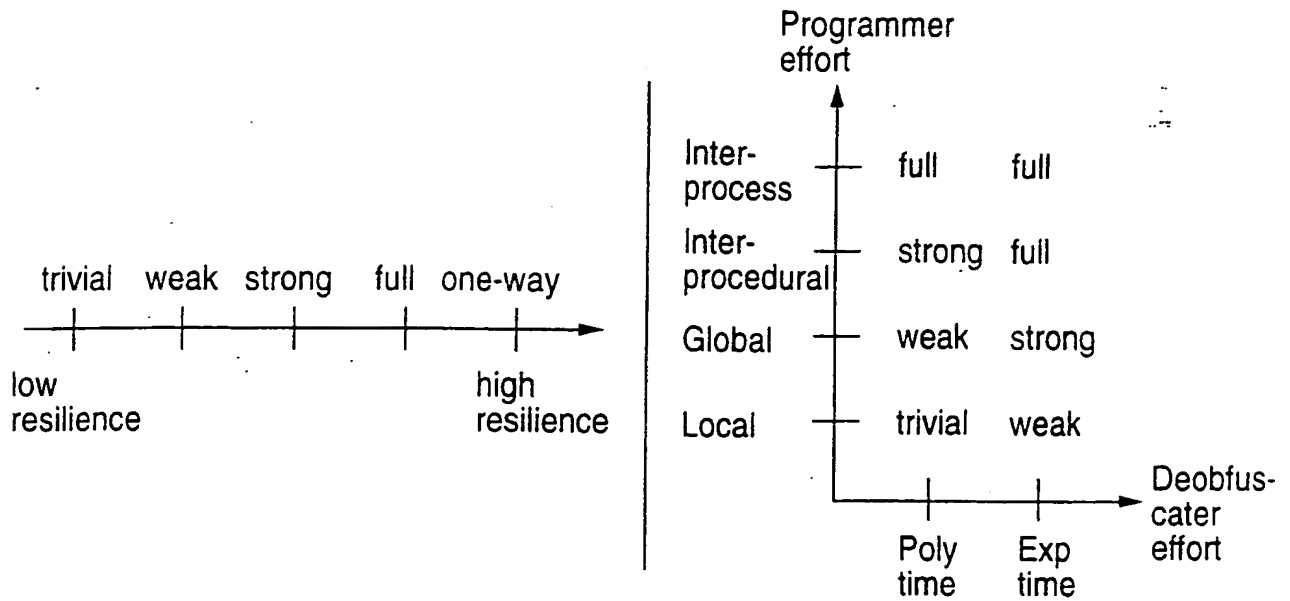 trivial weak strong full one-way
low
resilience
high
resilience
Programmer
effort
Inter-
process
full full
Inter-
procedural
strong full
Global
weak strong
Local
trivial weak
Poly
time
Exp
time
Deobfus-
cater
effort